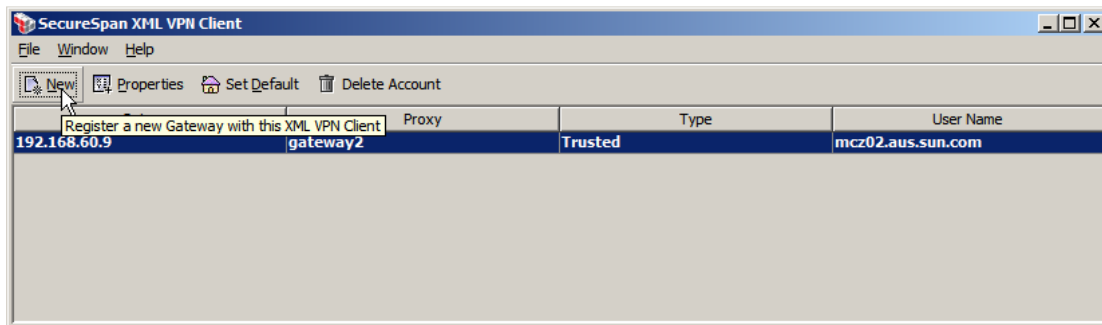 SecureSpan XML VPN Client
File Window Help
New Properties Set Default Delete Account
Proxy Type User Name
Register a new Gateway with this XML VPN Client
192.168.60.9 gateway2 Trusted mcz02.aus.sun.com